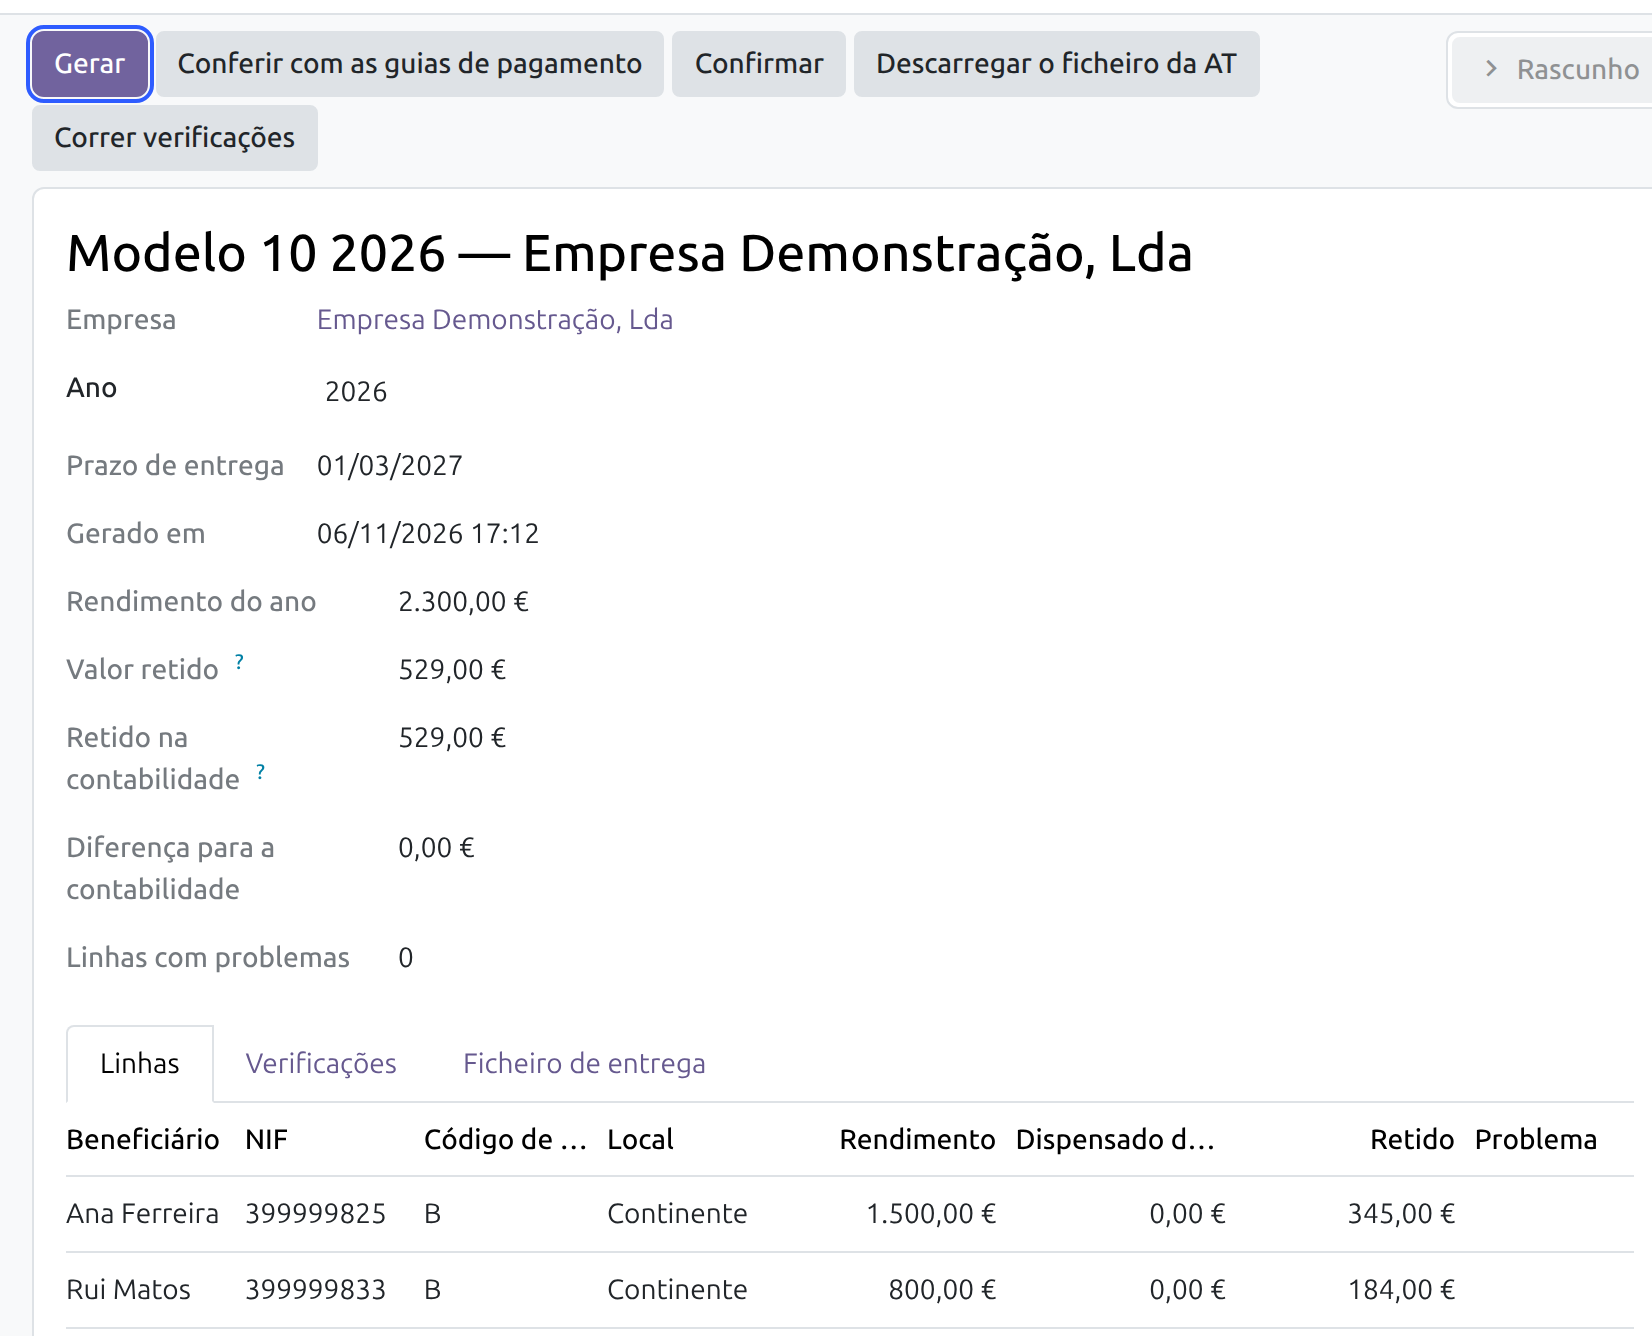 Gerar Conferir com as guias de pagamento Confirmar Descarregar o ficheiro da AT Rascunho
Correr verificações
Modelo 10 2026 — Empresa Demonstração, Lda
Empresa Empresa Demonstração, Lda
Ano 2026
Prazo de entrega 01/03/2027
Gerado em 06/11/2026 17:12
Rendimento do ano 2.300,00 €
Valor retido ? 529,00 €
Retido na 529,00 €
contabilidade ?
Diferença para a 0,00 €
contabilidade
Linhas com problemas 0
Linhas Verificações Ficheiro de entrega
Beneficiário NIF Código de ... Local Rendimento Dispensado d... Retido Problema
Ana Ferreira 399999825 B Continente 1.500,00 € 0,00 € 345,00 €
Rui Matos 399999833 B Continente 800,00 € 0,00 € 184,00 €